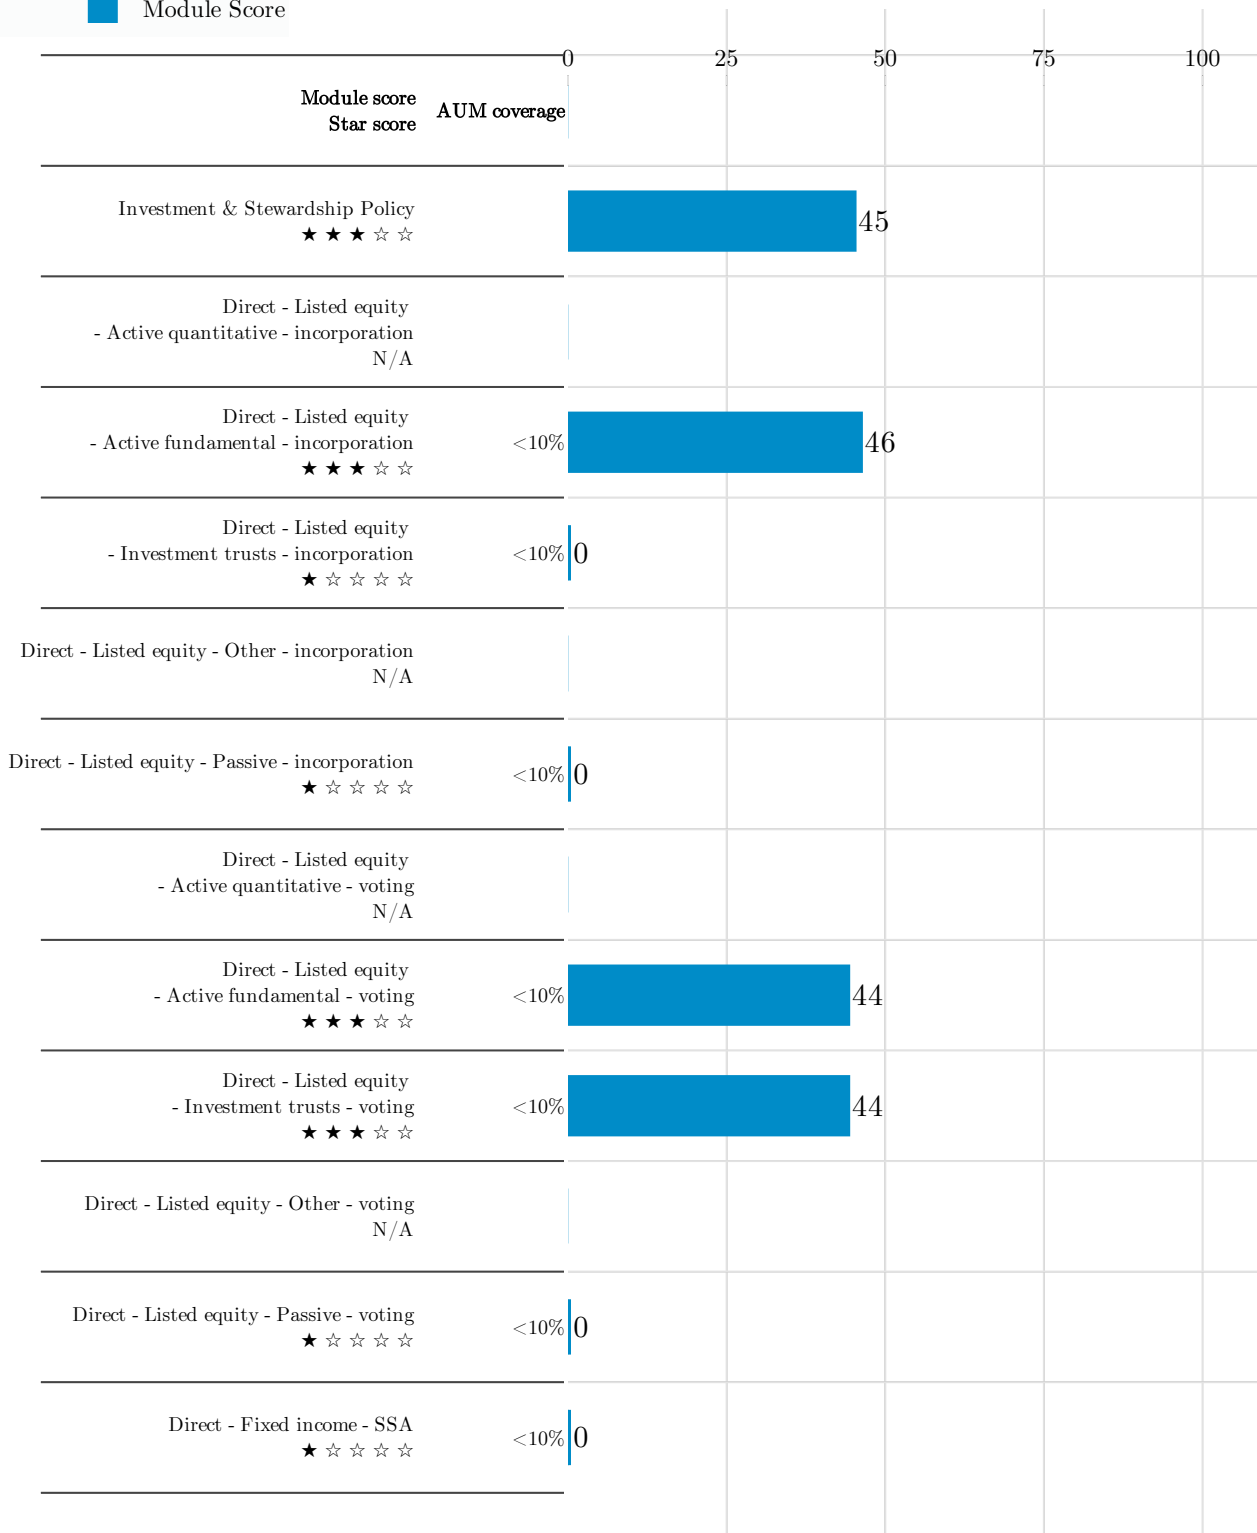 Module Score
0 25 50 75 100
Module score
Star score
AUM coverage
Investment & Stewardship Policy
★ ★ ★ ☆ ☆
45
Direct - Listed equity
- Active quantitative - incorporation
N/A
Direct - Listed equity
- Active fundamental - incorporation
★ ★ ★ ☆ ☆
<10%
46
Direct - Listed equity
- Investment trusts - incorporation
★ ☆ ☆ ☆ ☆
<10%
0
Direct - Listed equity - Other - incorporation
N/A
Direct - Listed equity - Passive - incorporation
★ ☆ ☆ ☆ ☆
<10%
0
Direct - Listed equity
- Active quantitative - voting
N/A
Direct - Listed equity
- Active fundamental - voting
★ ★ ★ ☆ ☆
<10%
44
Direct - Listed equity
- Investment trusts - voting
★ ★ ★ ☆ ☆
<10%
44
Direct - Listed equity - Other - voting
N/A
Direct - Listed equity - Passive - voting
★ ☆ ☆ ☆ ☆
<10%
0
Direct - Fixed income - SSA
★ ☆ ☆ ☆ ☆
<10%
0